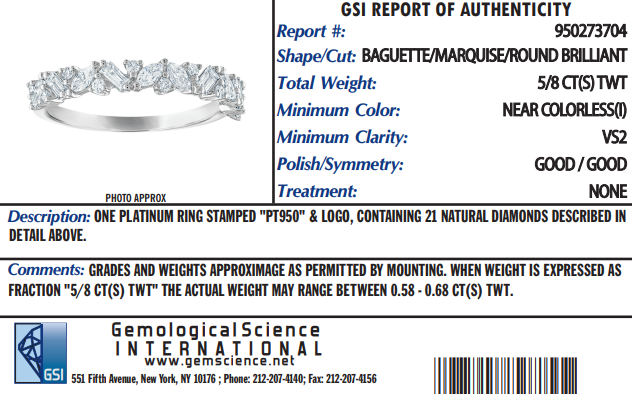 GSI REPORT OF AUTHENTICITY
Report #: 950273704
Shape/Cut: BAGUETTE/MARQUISE/ROUND BRILLIANT
Total Weight: 5/8 CT(S) TWT
Minimum Color: NEAR COLORLESS(I)
Minimum Clarity: VS2
Polish/Symmetry: GOOD / GOOD
Treatment: NONE
PHOTO APPROX
Description: ONE PLATINUM RING STAMPED "PT950" & LOGO, CONTAINING 21 NATURAL DIAMONDS DESCRIBED IN
DETAIL ABOVE.
Comments: GRADES AND WEIGHTS APPROXIMAGE AS PERMITTED BY MOUNTING. WHEN WEIGHT IS EXPRESSED AS
FRACTION "5/8 CT(S) TWT" THE ACTUAL WEIGHT MAY RANGE BETWEEN 0.58 - 0.68 CT(S) TWT.
GSI
GemologicalScience
INTERNATIONAL
www.gemscience.net
551 Fifth Avenue, New York, NY 10176 ; Phone: 212-207-4140; Fax: 212-207-4156